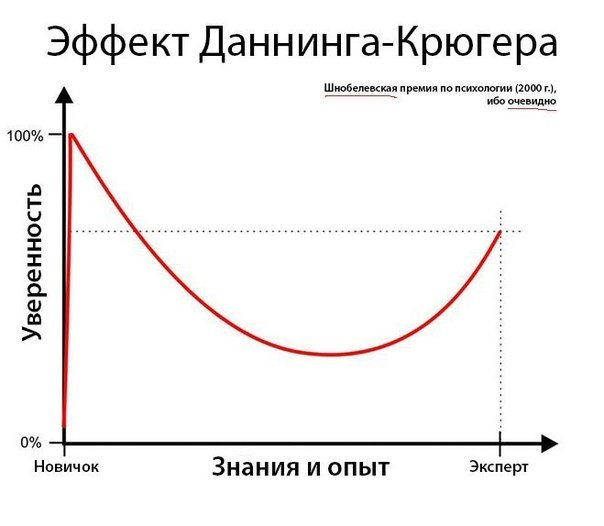 Эффект Даннинга-Крюгера
Шнобелевская премия по психологии (2000 г.),
ибо очевидно
100%
Уверенность
0%
Новичок
Знания и опыт
Эксперт